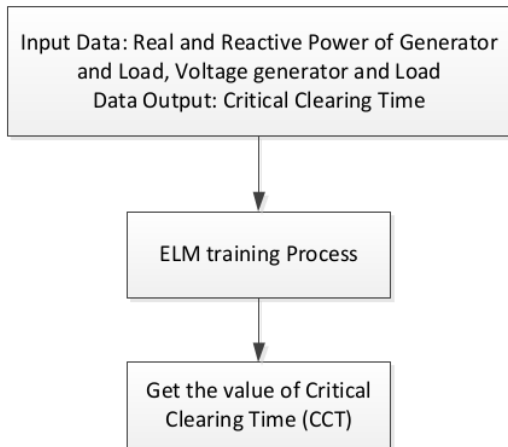 Input Data: Real and Reactive Power of Generator
and Load, Voltage generator and Load
Data Output: Critical Clearing Time
ELM training Process
Get the value of Critical
Clearing Time (CCT)